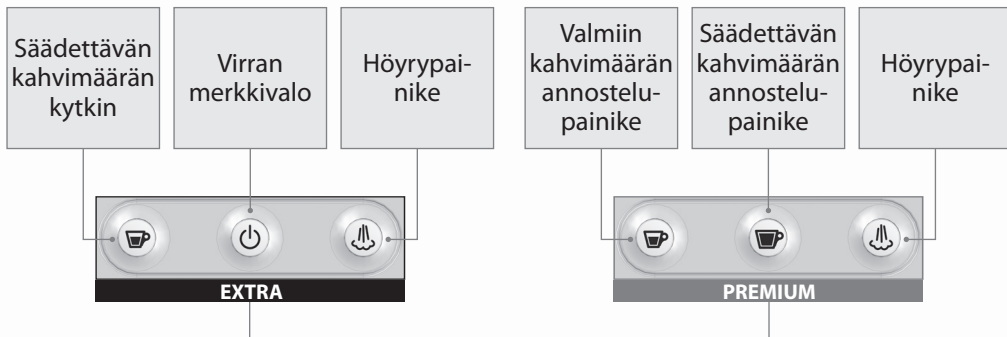 Säädettävän
kahvimäärän
kytkin
Virran
merkkivalo
Höyrypai-
nike
EXTRA
Valmiin
kahvimäärän
annostelu-
painike
Säädettävän
kahvimäärän
annostelu-
painike
Höyrypai-
nike
PREMIUM